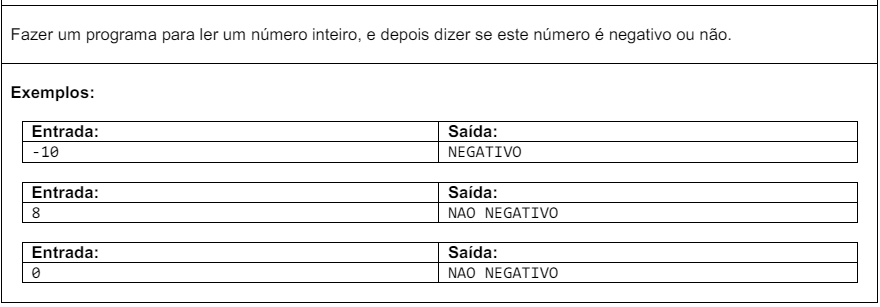 Fazer um programa para ler um número inteiro, e depois dizer se este número é negativo ou não.
Exemplos:
Entrada: Saída:
-10 NEGATIVO
Entrada: Saída:
8 NAO NEGATIVO
Entrada: Saída:
0 NAO NEGATIVO